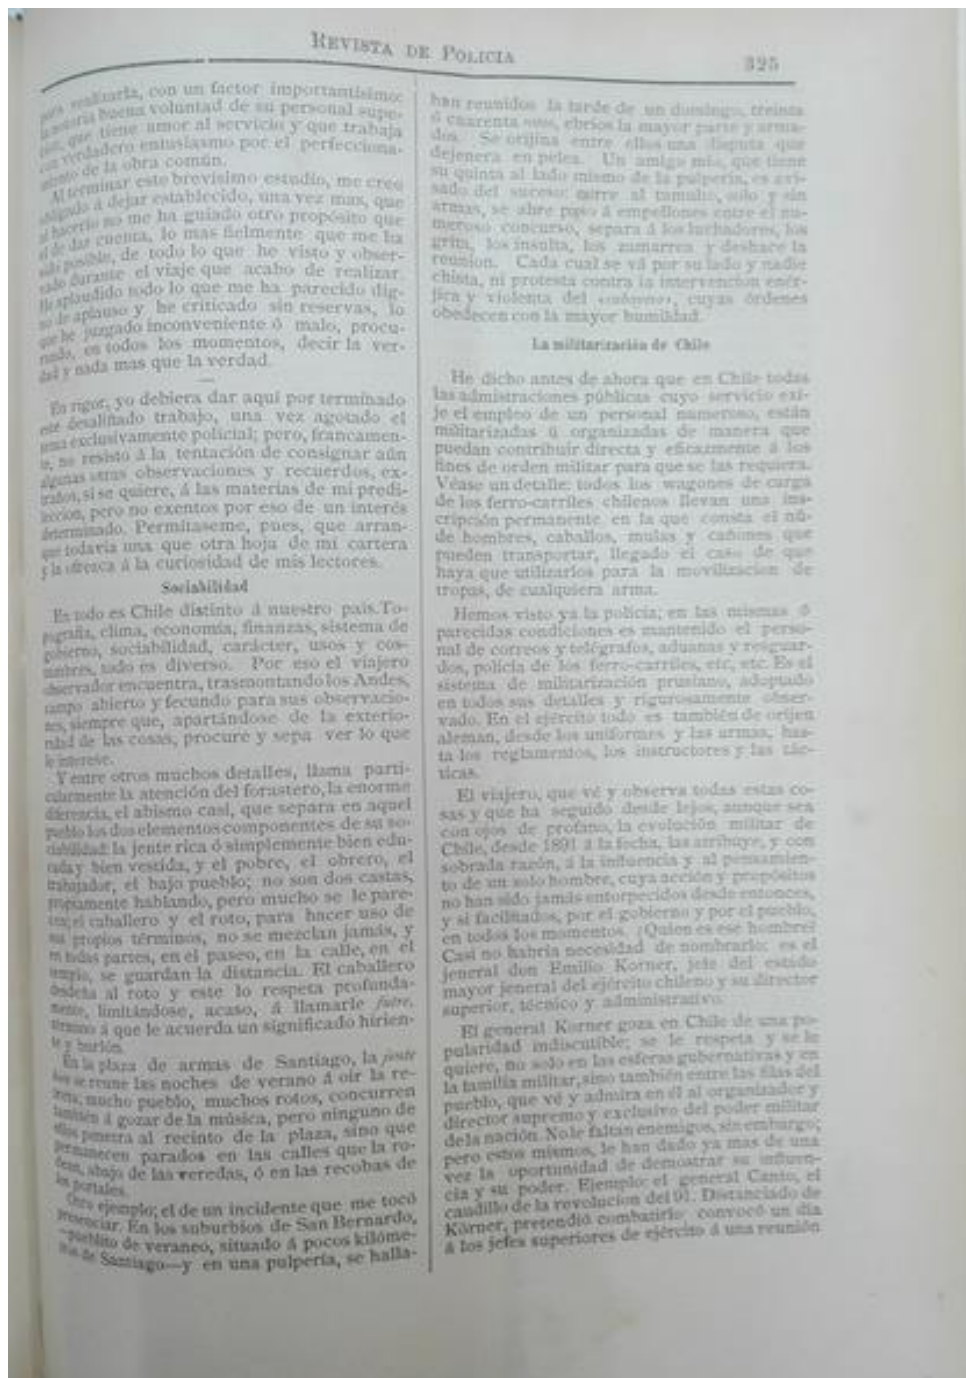 REVISTA DE POLICIA
325
para realizarla, con un factor importantísimo:
la notoria buena voluntad de su personal supe-
rior, que tiene amor al servicio y que trabaja
con verdadero entusiasmo por el perfecciona-
miento de la obra común.
Al terminar este brevísimo estudio, me creo
obligado á dejar establecido, una vez mas, que
al hacerlo no me ha guiado otro propósito que
el de dar cuenta, lo mas fielmente que me ha
sido posible, de todo lo que he visto y obser-
vado durante el viaje que acabo de realizar.
He aplaudido todo lo que me ha parecido dig-
no de aplauso y he criticado sin reservas, lo
que he juzgado inconveniente ó malo, procu-
rando, en todos los momentos, decir la ver-
dad y nada mas que la verdad.
En rigor, yo debiera dar aquí por terminado
este desaliñado trabajo, una vez agotado el
tema exclusivamente policial; pero, francamen-
te, no resisto á la tentación de consignar aún
algunas otras observaciones y recuerdos, ex-
traños, si se quiere, á las materias de mi predi-
lección, pero no exentos por eso de un interés
determinado. Permítaseme, pues, que arran-
que todavía una que otra hoja de mi cartera
y la ofrezca á la curiosidad de mis lectores.
Sociabilidad
En todo es Chile distinto á nuestro país. To-
pografía, clima, economía, finanzas, sistema de
gobierno, sociabilidad, carácter, usos y cos-
tumbres, todo es diverso. Por eso el viajero
observador encuentra, trasmontando los Andes,
campo abierto y fecundo para sus observacio-
nes, siempre que, apartándose de la exterio-
ridad de las cosas, procure y sepa ver lo que
le interese.
Y entre otros muchos detalles, llama parti-
cularmente la atención del forastero, la enorme
diferencia, el abismo casi, que separa en aquel
pueblo los dos elementos componentes de su so-
ciabilidad: la jente rica ó simplemente bien edu-
cada y bien vestida, y el pobre, el obrero, el
trabajador, el bajo pueblo; no son dos castas,
propiamente hablando, pero mucho se le pare-
cen; el caballero y el roto, para hacer uso de
sus propios términos, no se mezclan jamás, y
en todas partes, en el paseo, en la calle, en el
templo, se guardan la distancia. El caballero
desdeña al roto y este lo respeta profunda-
mente, limitándose, acaso, á llamarle futre,
término á que le acuerda un significado hirien-
te y burlón.
En la plaza de armas de Santiago, la jente
bien se reune las noches de verano á oir la re-
treta; mucho pueblo, muchos rotos, concurren
también á gozar de la música, pero ninguno de
ellos penetra al recinto de la plaza, sino que
permanecen parados en las calles que la ro-
dean, abajo de las veredas, ó en las recobas de
los portales.
Otro ejemplo; el de un incidente que me tocó
presenciar. En los suburbios de San Bernardo,
—pueblito de veraneo, situado á pocos kilóme-
tros de Santiago—y en una pulpería, se halla-
ban reunidos la tarde de un domingo, treinta
ó cuarenta rotos, ebrios la mayor parte y arma-
dos. Se orijina entre ellos una disputa que
dejenera en pelea. Un amigo mio, que tiene
su quinta al lado mismo de la pulpería, es avi-
sado del suceso; corre al tumulto, solo y sin
armas, se abre paso á empellones entre el nu-
meroso concurso, separa á los luchadores, los
grita, los insulta, los zamarrea y deshace la
reunion. Cada cual se vá por su lado y nadie
chista, ni protesta contra la intervencion enér-
jica y violenta del cuyas órdenes
obedecen con la mayor humildad.
La militarización de Chile
He dicho antes de ahora que en Chile todas
las admistraciones públicas cuyo servicio exi-
je el empleo de un personal numeroso, están
militarizadas ú organizadas de manera que
puedan contribuir directa y eficazmente á los
fines de orden militar para que se las requiera.
Véase un detalle: todos los wagones de carga
de los ferro-carriles chilenos llevan una ins-
cripción permanente en la que consta el nú-
de hombres, caballos, mulas y cañones que
pueden transportar, llegado el caso de que
haya que utilizarlos para la movilizacion de
tropas, de cualquiera arma.
Hemos visto ya la policía; en las mismas ó
parecidas condiciones es mantenido el perso-
nal de correos y telégrafos, aduanas y resguar-
dos, policía de los ferro-carriles, etc, etc. Es el
sistema de militarización prusiano, adoptado
en todos sus detalles y rigurosamente obser-
vado. En el ejército todo es también de orijen
aleman, desde los uniformes y las armas, has-
ta los reglamentos, los instructores y las tác-
ticas.
El viajero, que vé y observa todas estas co-
sas y que ha seguido desde lejos, aunque sea
con ojos de profano, la evolución militar de
Chile, desde 1891 á la fecha, las atribuye, y con
sobrada razón, á la influencia y al pensamien-
to de un solo hombre, cuya acción y propósitos
no han sido jamás entorpecidos desde entonces,
y sí facilitados, por el gobierno y por el pueblo,
en todos los momentos. ¿Quien es ese hombre?
Casi no habría necesidad de nombrarlo: es el
jeneral don Emilio Korner, jefe del estado
mayor jeneral del ejército chileno y su director
superior, técnico y administrativo.
El general Körner goza en Chile de una po-
pularidad indiscutible; se le respeta y se le
quiere, no solo en las esferas gubernativas y en
la familia militar, sino también entre las filas del
pueblo, que vé y admira en él al organizador y
director supremo y exclusivo del poder militar
de la nación. No le faltan enemigos, sin embargo;
pero estos mismos, le han dado ya mas de una
vez la oportunidad de demostrar su influen-
cia y su poder. Ejemplo: el general Canto, el
caudillo de la revolucion del 91. Distanciado de
Körner, pretendió combatirlo: convocó un día
á los jefes superiores de ejército á una reunión